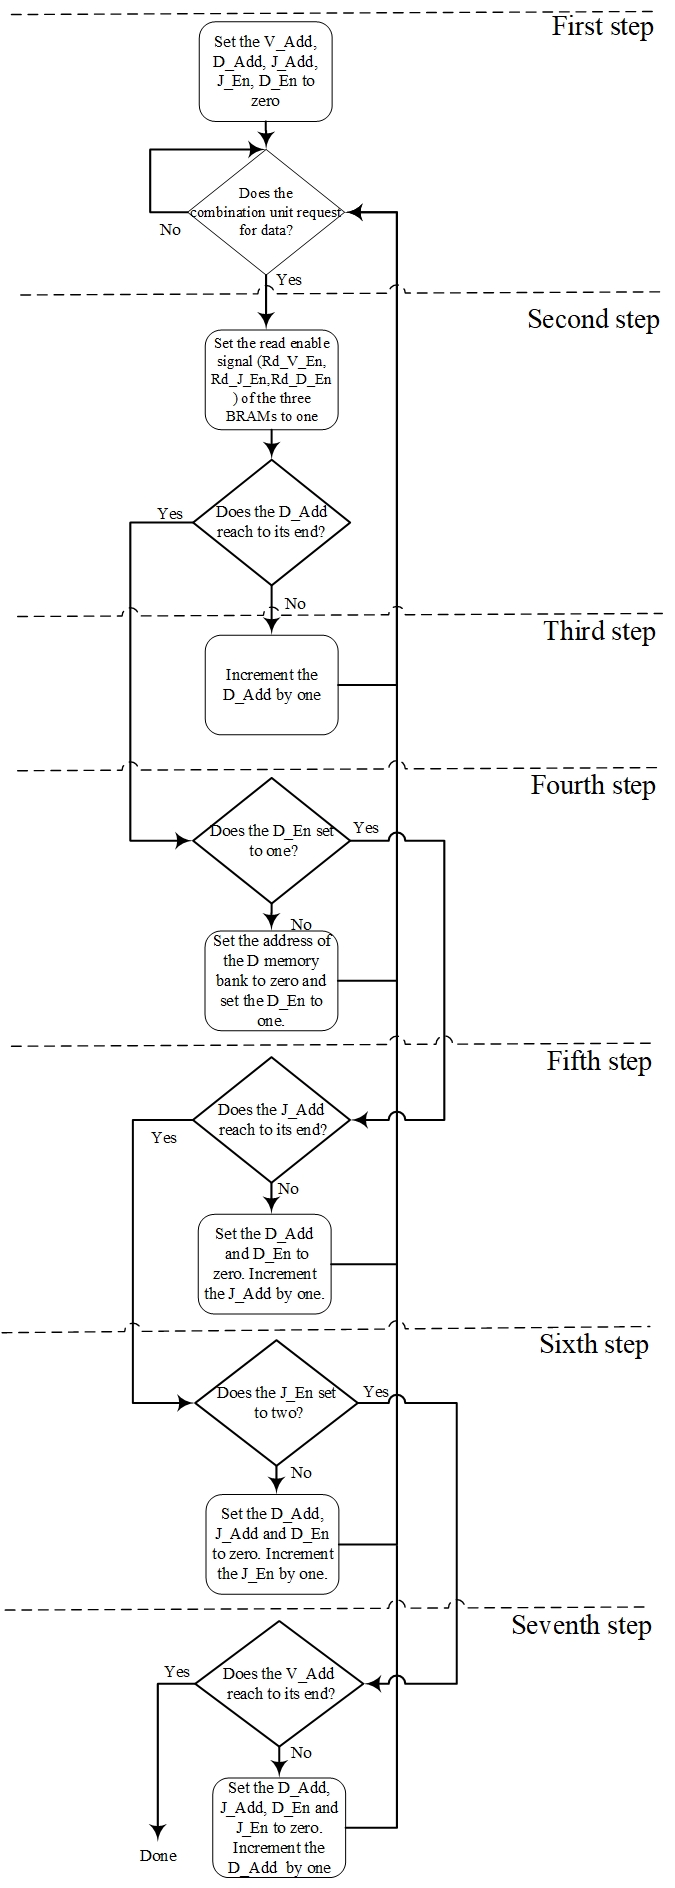 First step
Set the V_Add,
D_Add, J_Add,
J_En, D_En to
zero
Does the
combination unit request
for data?
No
Yes
Second step
Set the read enable
signal (Rd_V_En,
Rd_J_En,Rd_D_En
) of the three
BRAMs to one
Does the D_Add
reach to its end?
Yes
No
Third step
Increment the
D_Add by one
Fourth step
Does the D_En set
to one?
Yes
No
Set the address of
the D memory
bank to zero and
set the D_En to
one.
Fifth step
Does the J_Add
reach to its end?
Yes
No
Set the D_Add
and D_En to
zero. Increment
the J_Add by one.
Sixth step
Does the J_En set
to two?
Yes
No
Set the D_Add,
J_Add and D_En
to zero. Increment
the J_En by one.
Seventh step
Does the V_Add
reach to its end?
Yes
No
Set the D_Add,
J_Add, D_En and
J_En to zero.
Increment the
D_Add by one
Done